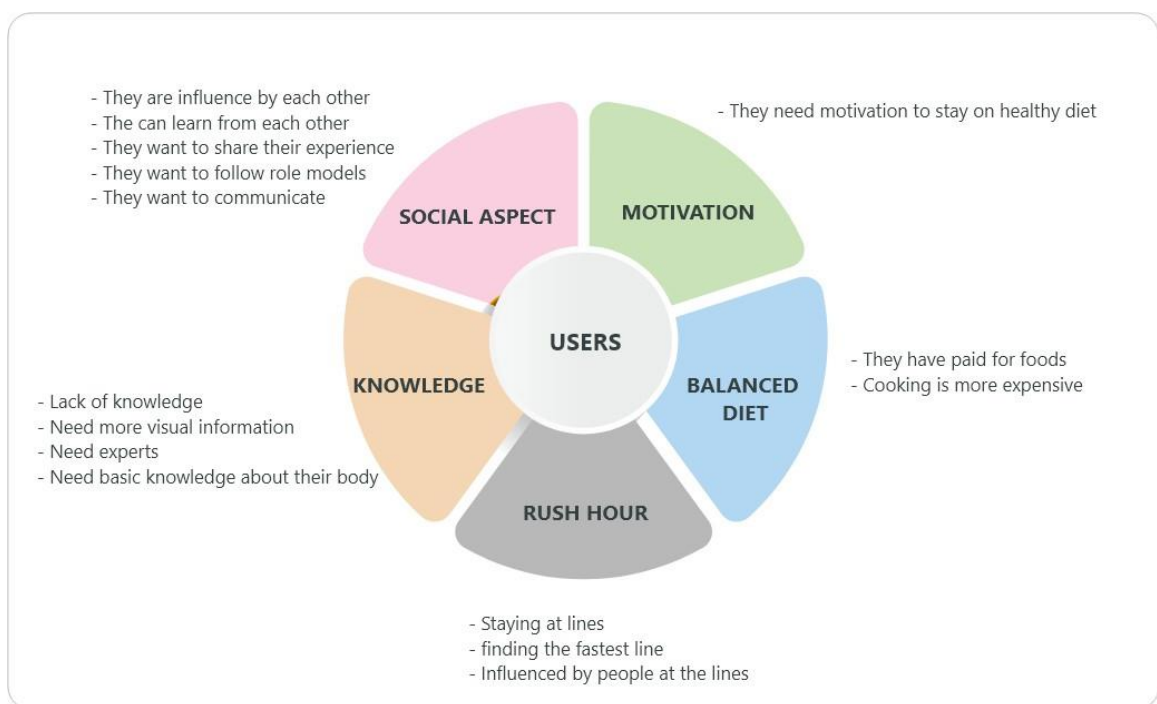 - They are influence by each other
- The can learn from each other
- They want to share their experience
- They want to follow role models
- They want to communicate
SOCIAL ASPECT
- They need motivation to stay on healthy diet
MOTIVATION
USERS
- They have paid for foods
- Cooking is more expensive
BALANCED
DIET
KNOWLEDGE
- Lack of knowledge
- Need more visual information
- Need experts
- Need basic knowledge about their body
RUSH HOUR
- Staying at lines
- finding the fastest line
- Influenced by people at the lines